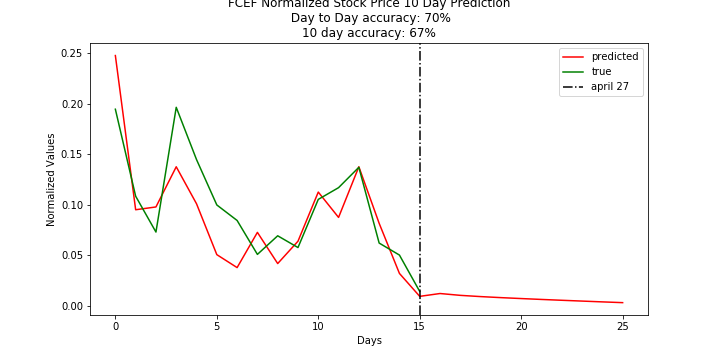 FCEF Normalized Stock Price 10 Day Prediction
Day to Day accuracy: 70%
10 day accuracy: 67%
predicted
true
april 27
Normalized Values
0.25
0.20
0.15
0.10
0.05
0.00
0
5
10
15
20
25
Days